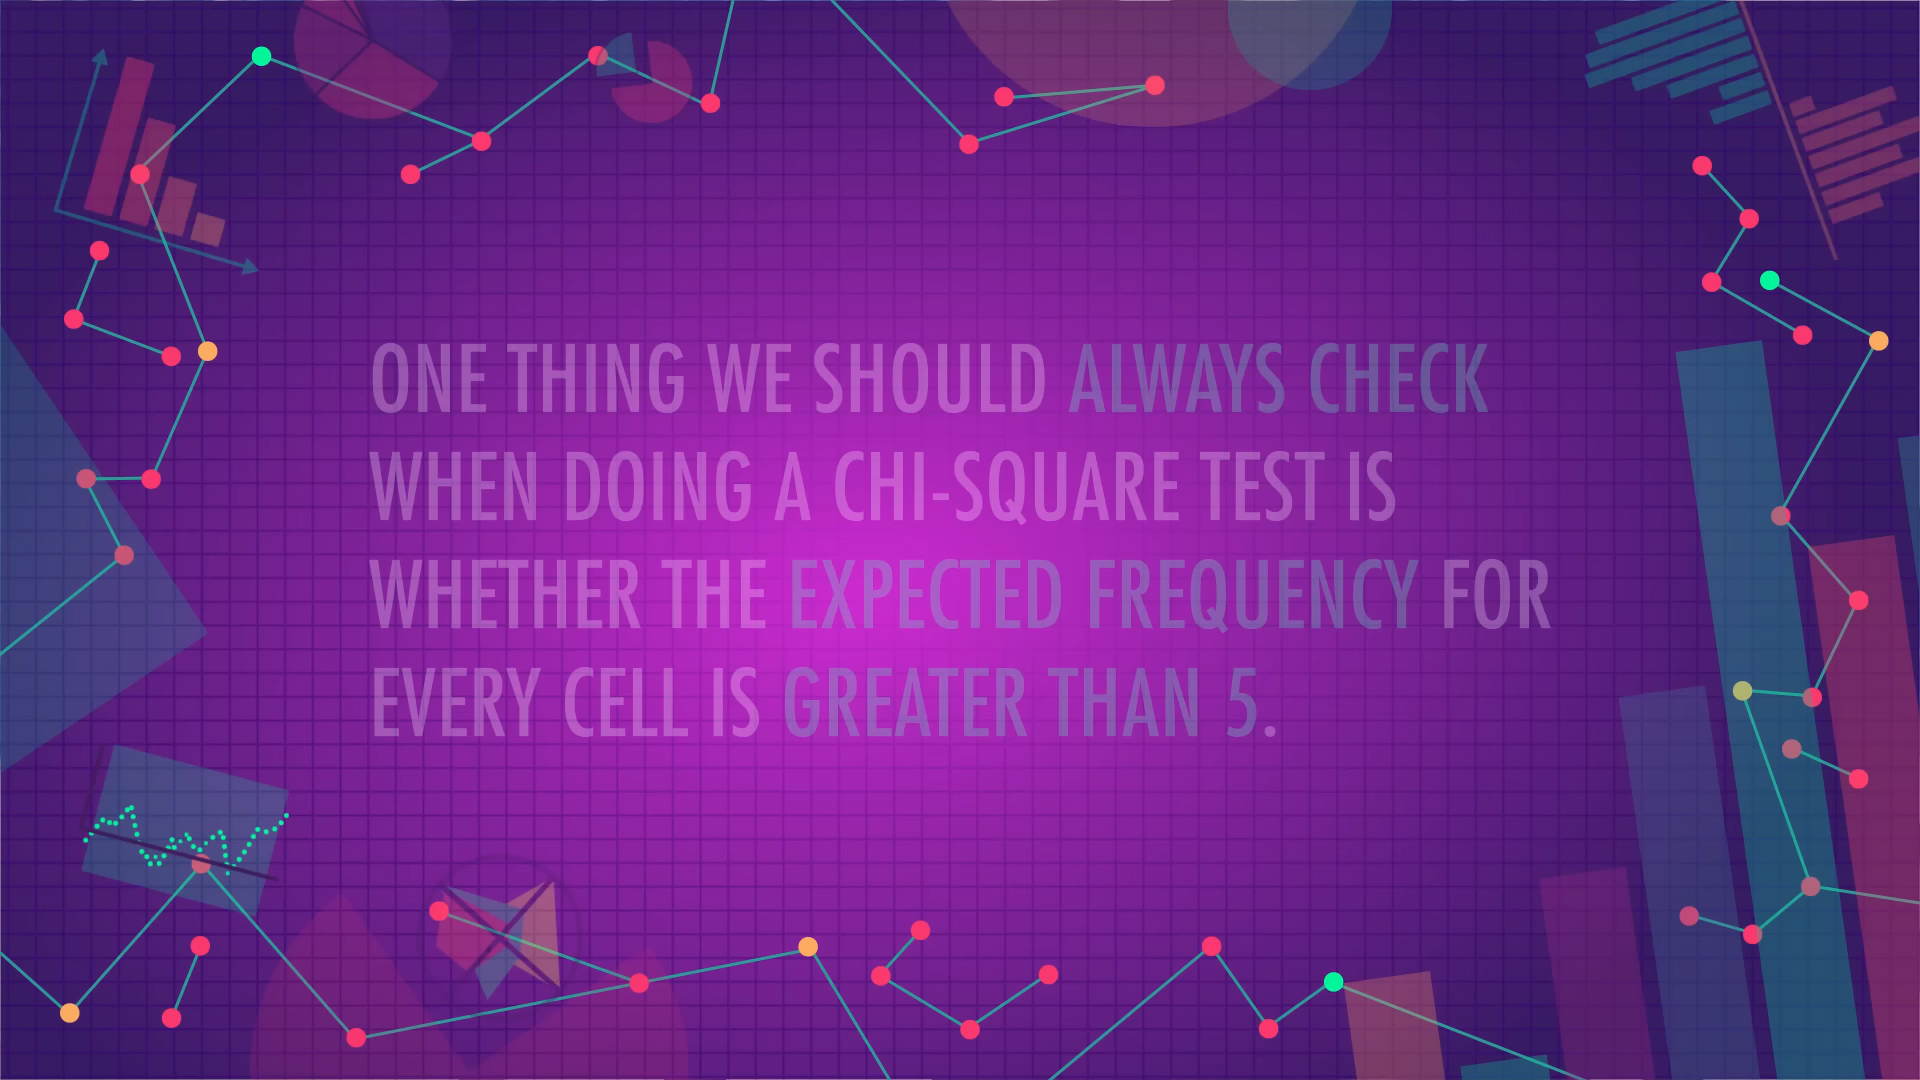 ONE THING WE SHOULD ALWAYS CHECK
WHEN DOING A CHI-SQUARE TEST IS
WHETHER THE EXPECTED FREQUENCY FOR
EVERY CELL IS GREATER THAN 5.